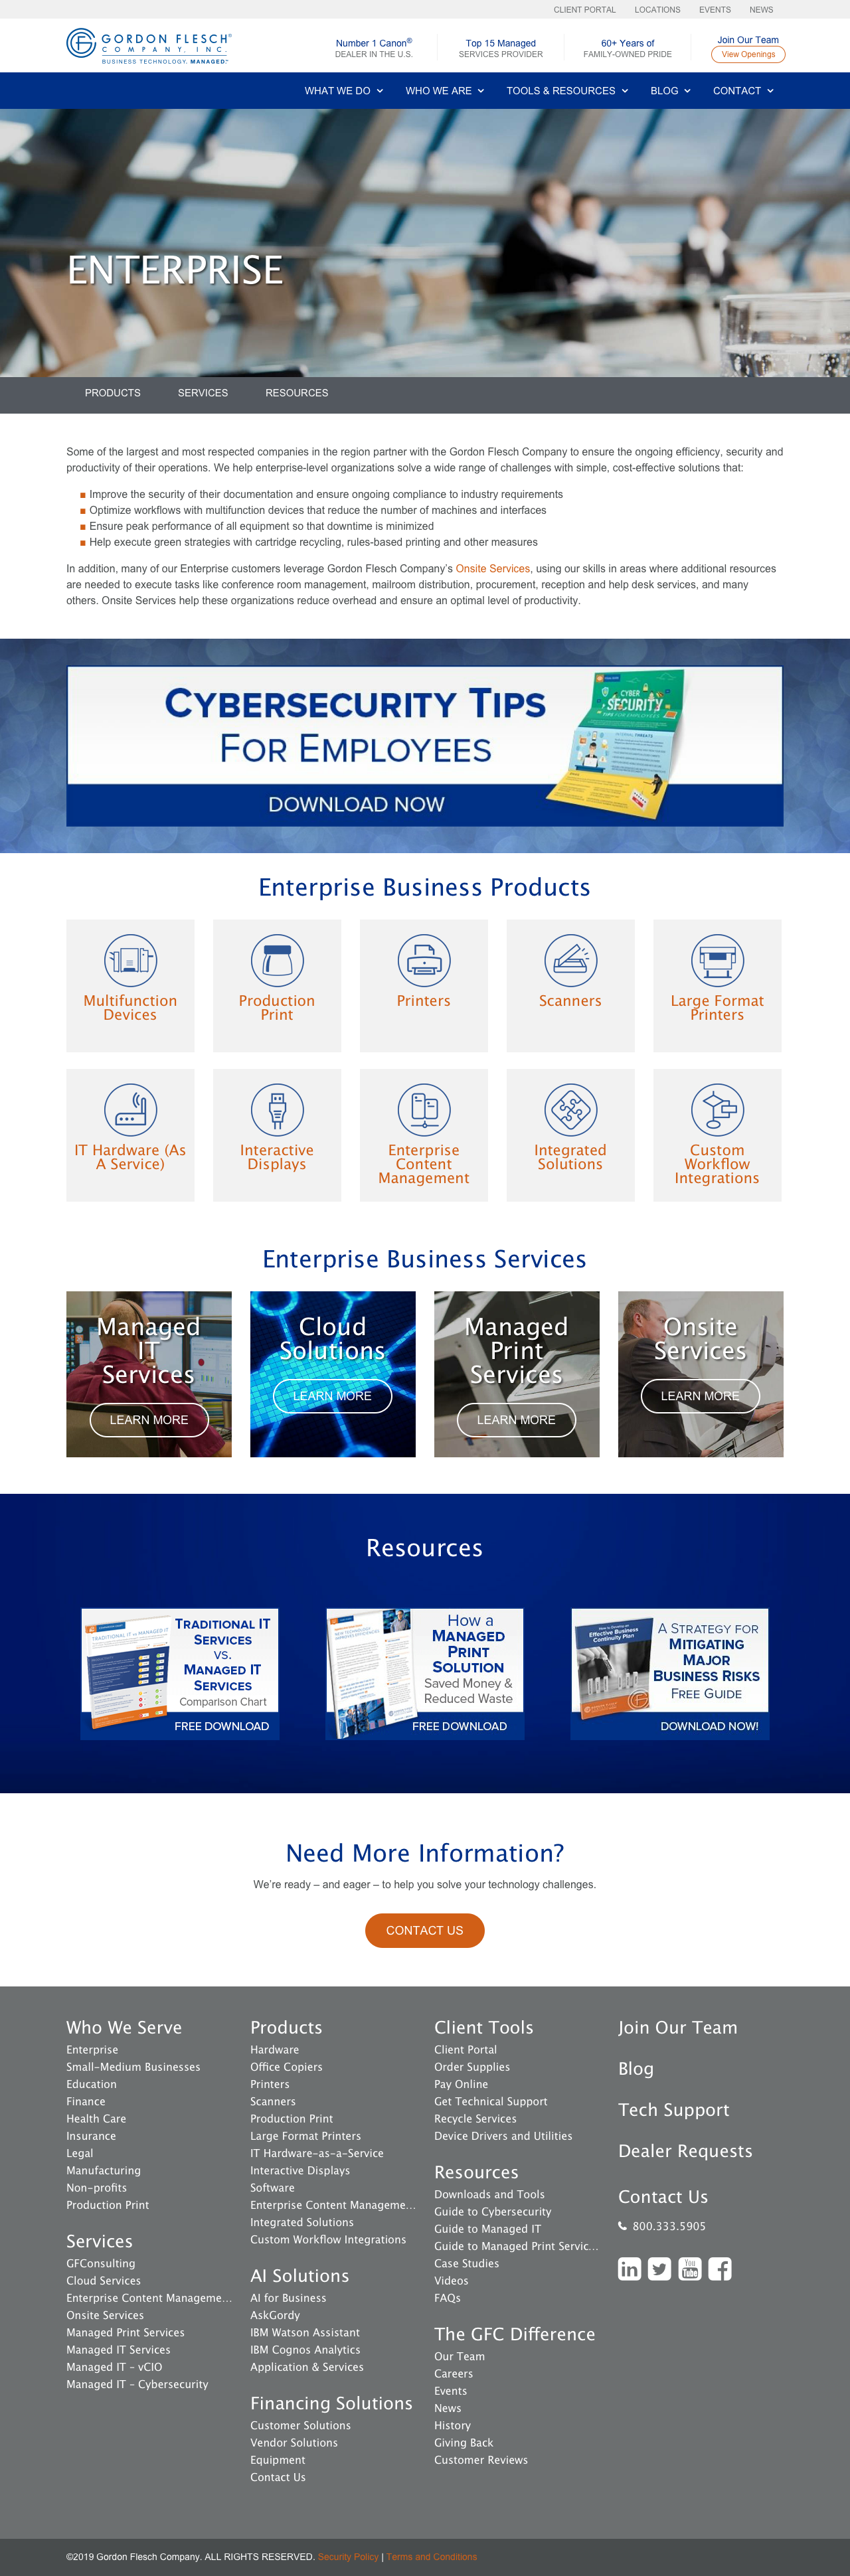 CLIENT PORTAL LOCATIONS EVENTS NEWS
GORDON FLESCH®
COMPANY, INC.
BUSINESS TECHNOLOGY. MANAGED.™
Number 1 Canon®
DEALER IN THE U.S.
Top 15 Managed
SERVICES PROVIDER
60+ Years of
FAMILY-OWNED PRIDE
Join Our Team
View Openings
WHAT WE DO WHO WE ARE TOOLS & RESOURCES BLOG CONTACT
ENTERPRISE
PRODUCTS SERVICES RESOURCES
Some of the largest and most respected companies in the region partner with the Gordon Flesch Company to ensure the ongoing efficiency, security and
productivity of their operations. We help enterprise-level organizations solve a wide range of challenges with simple, cost-effective solutions that:
Improve the security of their documentation and ensure ongoing compliance to industry requirements
Optimize workflows with multifunction devices that reduce the number of machines and interfaces
Ensure peak performance of all equipment so that downtime is minimized
Help execute green strategies with cartridge recycling, rules-based printing and other measures
In addition, many of our Enterprise customers leverage Gordon Flesch Company's Onsite Services, using our skills in areas where additional resources
are needed to execute tasks like conference room management, mailroom distribution, procurement, reception and help desk services, and many
others. Onsite Services help these organizations reduce overhead and ensure an optimal level of productivity.
CYBERSECURITY TIPS
FOR EMPLOYEES
DOWNLOAD NOW
CYBER
SECURITY
Enterprise Business Products
Multifunction
Devices
Production
Print
Printers
Scanners
Large Format
Printers
IT Hardware (As
A Service)
Interactive
Displays
Enterprise
Content
Management
Integrated
Solutions
Custom
Workflow
Integrations
Enterprise Business Services
Managed
IT
Services
LEARN MORE
Cloud
Solutions
LEARN MORE
Managed
Print
Services
LEARN MORE
Onsite
Services
LEARN MORE
Resources
TRADITIONAL IT
SERVICES
VS.
MANAGED IT
SERVICES
Comparison Chart
FREE DOWNLOAD
How a
MANAGED
PRINT
SOLUTION
Saved Money &
Reduced Waste
FREE DOWNLOAD
Effective Business
Continuity Plan
A STRATEGY FOR
MITIGATING
MAJOR
BUSINESS RISKS
FREE GUIDE
DOWNLOAD NOW!
Need More Information?
We're ready – and eager – to help you solve your technology challenges.
CONTACT US
Who We Serve
Enterprise
Small-Medium Businesses
Education
Finance
Health Care
Insurance
Legal
Manufacturing
Non-profits
Production Print
Services
GFConsulting
Cloud Services
Enterprise Content Manageme...
Onsite Services
Managed Print Services
Managed IT Services
Managed IT - vCIO
Managed IT - Cybersecurity
Products
Hardware
Office Copiers
Printers
Scanners
Production Print
Large Format Printers
IT Hardware-as-a-Service
Interactive Displays
Software
Enterprise Content Manageme...
Integrated Solutions
Custom Workflow Integrations
AI Solutions
AI for Business
AskGordy
IBM Watson Assistant
IBM Cognos Analytics
Application & Services
Financing Solutions
Customer Solutions
Vendor Solutions
Equipment
Contact Us
Client Tools
Client Portal
Order Supplies
Pay Online
Get Technical Support
Recycle Services
Device Drivers and Utilities
Resources
Downloads and Tools
Guide to Cybersecurity
Guide to Managed IT
Guide to Managed Print Servic...
Case Studies
Videos
FAQs
The GFC Difference
Our Team
Careers
Events
News
History
Giving Back
Customer Reviews
Join Our Team
Blog
Tech Support
Dealer Requests
Contact Us
800.333.5905
in
You
Tube
f
©2019 Gordon Flesch Company. ALL RIGHTS RESERVED. Security Policy | Terms and Conditions